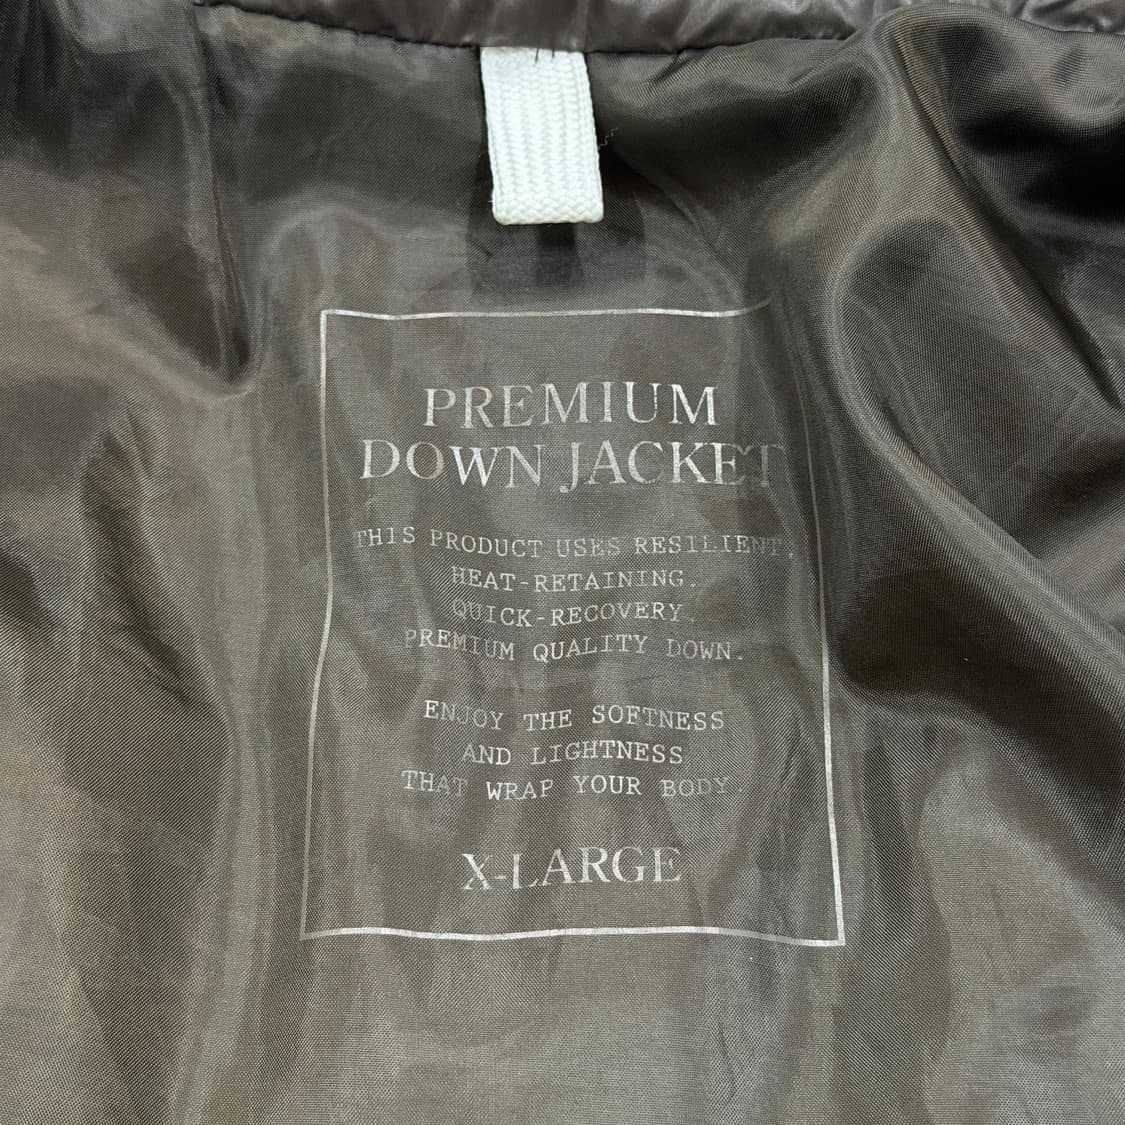 PREMIUM
DOWN JACKET
THIS PRODUCT USES RESILIENT,
HEAT-RETAINING,
QUICK-RECOVERY,
PREMIUM QUALITY DOWN.
ENJOY THE SOFTNESS
AND LIGHTNESS
THAT WRAP YOUR BODY.
X-LARGE